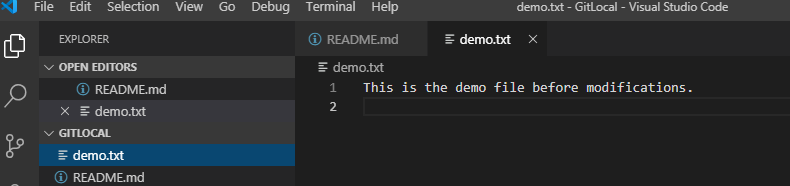 File Edit Selection View Go Debug Terminal Help demo.txt - GitLocal - Visual Studio Code
EXPLORER
OPEN EDITORS
README.md
demo.txt
GITLOCAL
demo.txt
README.md
README.md demo.txt
demo.txt
1 This is the demo file before modifications.
2